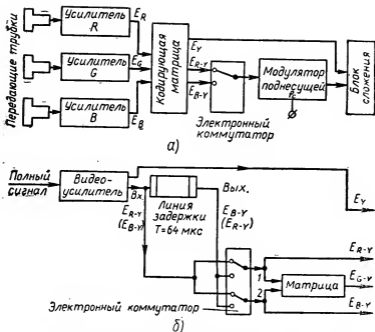 Передающие трубки
Усилитель
R
E_R
Усилитель
G
E_G
Усилитель
B
E_B
Кодирующая
матрица
E_Y
E_R-Y
E_B-Y
Электронный
коммутатор
Модулятор
поднесущей
Блок
сложения
а)
Полный
сигнал
Видео-
усилитель
Вх.
Вых.
E_Y
E_R-Y
(E_B-Y)
Линия
задержки
T=64 мкс
E_B-Y
(E_R-Y)
1
2
Матрица
E_R-Y
E_G-Y
E_B-Y
Электронный коммутатор
б)